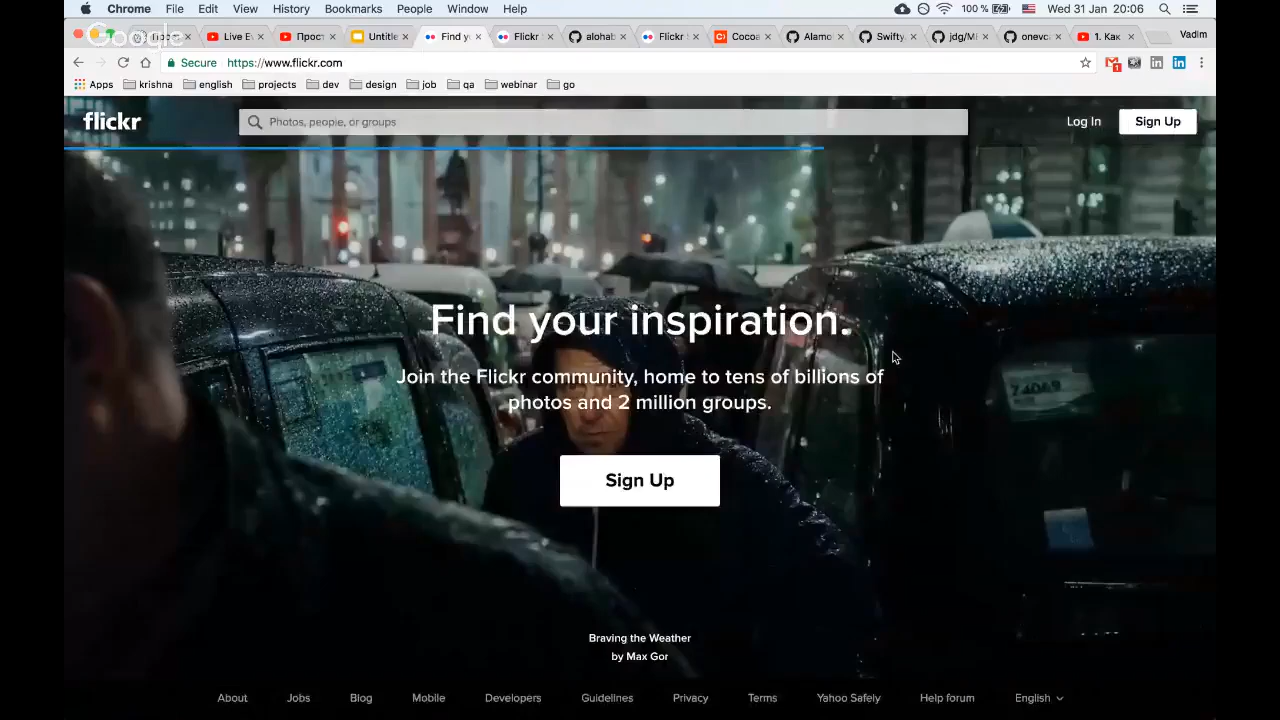 Chrome File Edit View History Bookmarks People Window Help 100 % Wed 31 Jan 20:06
Google
Live E Прост Untitle Find yo Flickr alohab Flickr Cocoa Alamo Swifty jdg/M onevc 1. Как Vadim
Secure https://www.flickr.com
Apps krishna english projects dev design job qa webinar go
flickr Photos, people, or groups Log In Sign Up
Find your inspiration.
Join the Flickr community, home to tens of billions of
photos and 2 million groups.
Sign Up
Braving the Weather
by Max Gor
About Jobs Blog Mobile Developers Guidelines Privacy Terms Yahoo Safely Help forum English